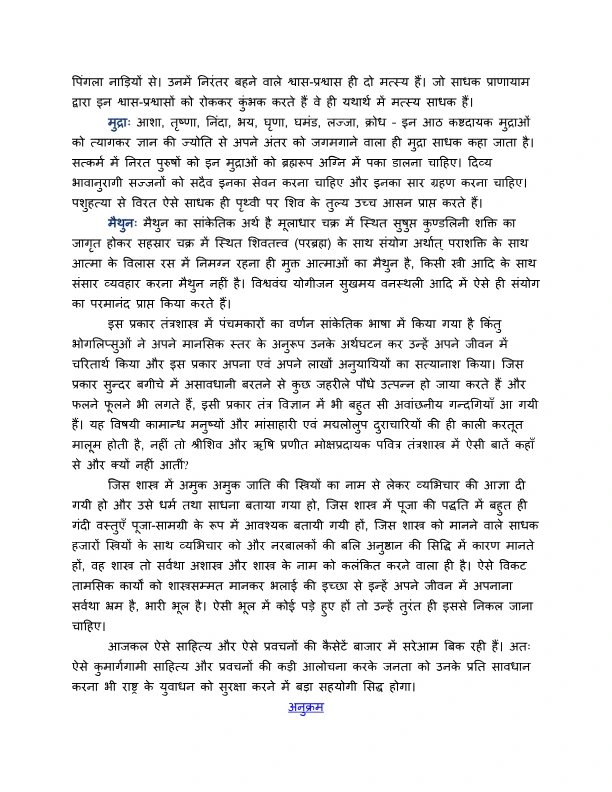 पिंगला नाड़ियों से। उनमें निरंतर बहने वाले श्वास-प्रश्वास ही दो मत्स्य हैं। जो साधक प्राणायाम
द्वारा इन श्वास-प्रश्वासों को रोककर कुंभक करते हैं वे ही यथार्थ में मत्स्य साधक हैं।
मुद्राः आशा, तृष्णा, निंदा, भय, घृणा, घमंड, लज्जा, क्रोध - इन आठ कष्टदायक मुद्राओं
को त्यागकर ज्ञान की ज्योति से अपने अंतर को जगमगाने वाला ही मुद्रा साधक कहा जाता है।
सत्कर्म में निरत पुरुषों को इन मुद्राओं को ब्रह्मरूप अग्नि में पका डालना चाहिए। दिव्य
भावानुरागी सज्जनों को सदैव इनका सेवन करना चाहिए और इनका सार ग्रहण करना चाहिए।
पशुहत्या से विरत ऐसे साधक ही पृथ्वी पर शिव के तुल्य उच्च आसन प्राप्त करते हैं।
मैथुनः मैथुन का सांकेतिक अर्थ है मूलाधार चक्र में स्थित सुषुप्त कुण्डलिनी शक्ति का
जागृत होकर सहस्रार चक्र में स्थित शिवतत्त्व (परब्रह्म) के साथ संयोग अर्थात् पराशक्ति के साथ
आत्मा के विलास रस में निमग्न रहना ही मुक्त आत्माओं का मैथुन है, किसी स्त्री आदि के साथ
संसार व्यवहार करना मैथुन नहीं है। विश्ववंद्य योगीजन सुखमय वनस्थली आदि में ऐसे ही संयोग
का परमानंद प्राप्त किया करते हैं।
इस प्रकार तंत्रशास्त्र में पंचमकारों का वर्णन सांकेतिक भाषा में किया गया है किंतु
भोगलिप्सुओं ने अपने मानसिक स्तर के अनुरूप उनके अर्थघटन कर उन्हें अपने जीवन में
चरितार्थ किया और इस प्रकार अपना एवं अपने लाखों अनुयायियों का सत्यानाश किया। जिस
प्रकार सुन्दर बगीचे में असावधानी बरतने से कुछ जहरीले पौधे उत्पन्न हो जाया करते हैं और
फलने फूलने भी लगते हैं, इसी प्रकार तंत्र विज्ञान में भी बहुत सी अवांछनीय गन्दगियाँ आ गयी
हैं। यह विषयी कामान्ध मनुष्यों और मांसाहारी एवं मद्यलोलुप दुराचारियों की ही काली करतूत
मालूम होती है, नहीं तो श्रीशिव और ऋषि प्रणीत मोक्षप्रदायक पवित्र तंत्रशास्त्र में ऐसी बातें कहाँ
से और क्यों नहीं आतीं?
जिस शास्त्र में अमुक अमुक जाति की स्त्रियों का नाम से लेकर व्यभिचार की आज्ञा दी
गयी हो और उसे धर्म तथा साधना बताया गया हो, जिस शास्त्र में पूजा की पद्धति में बहुत ही
गंदी वस्तुएँ पूजा-सामग्री के रूप में आवश्यक बतायी गयी हों, जिस शास्त्र को मानने वाले साधक
हजारों स्त्रियों के साथ व्यभिचार को और नरबालकों की बलि अनुष्ठान की सिद्धि में कारण मानते
हों, वह शास्त्र तो सर्वथा अशास्त्र और शास्त्र के नाम को कलंकित करने वाला ही है। ऐसे विकट
तामसिक कार्यों को शास्त्रसम्मत मानकर भलाई की इच्छा से इन्हें अपने जीवन में अपनाना
सर्वथा भ्रम है, भारी भूल है। ऐसी भूल में कोई पड़े हुए हों तो उन्हें तुरंत ही इससे निकल जाना
चाहिए।
आजकल ऐसे साहित्य और ऐसे प्रवचनों की कैसेटें बाजार में सरेआम बिक रही हैं। अतः
ऐसे कुमार्गगामी साहित्य और प्रवचनों की कड़ी आलोचना करके जनता को उनके प्रति सावधान
करना भी राष्ट्र के युवाधन को सुरक्षा करने में बड़ा सहयोगी सिद्ध होगा।
अनुक्रम